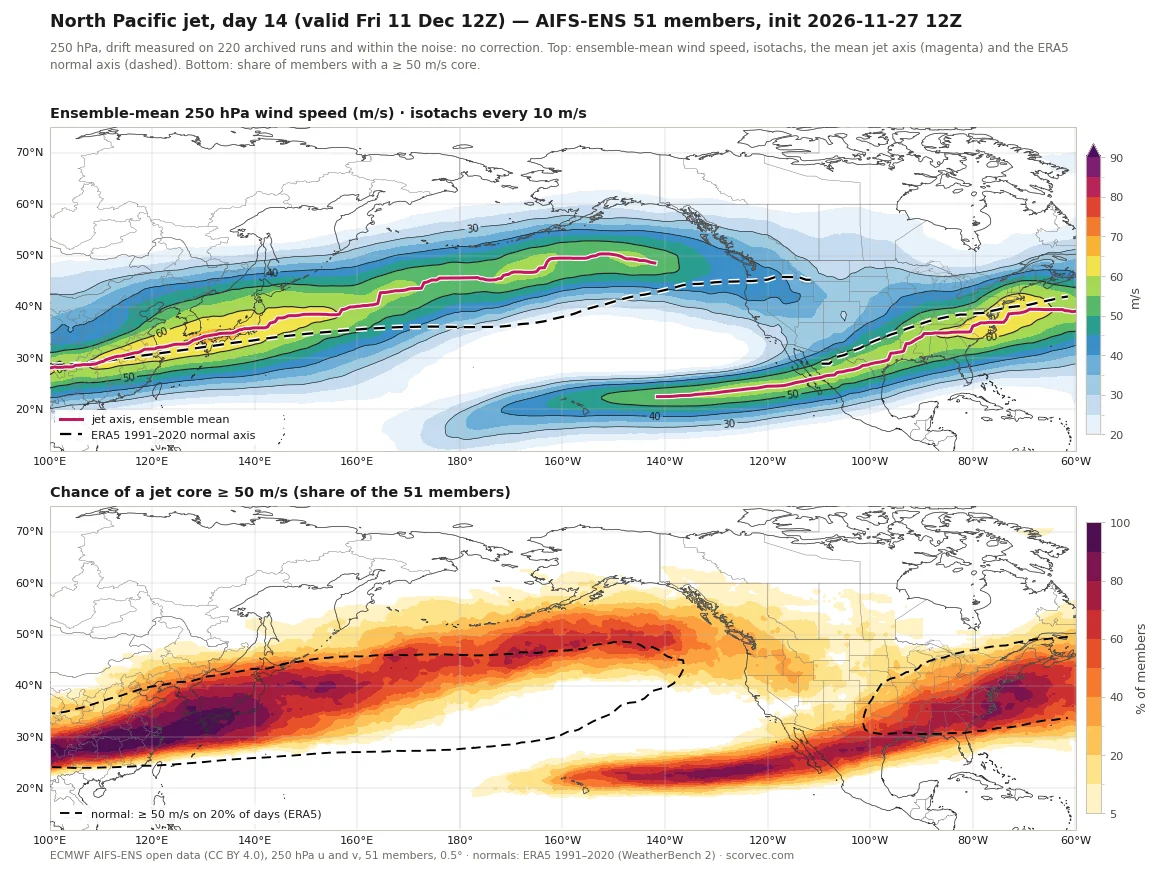 North Pacific jet, day 14 (valid Fri 11 Dec 12Z) — AIFS-ENS 51 members, init 2026-11-27 12Z
250 hPa, drift measured on 220 archived runs and within the noise: no correction. Top: ensemble-mean wind speed, isotachs, the mean jet axis (magenta) and the ERA5
normal axis (dashed). Bottom: share of members with a ≥ 50 m/s core.
Ensemble-mean 250 hPa wind speed (m/s) · isotachs every 10 m/s
70°N
60°N
50°N
40°N
30°N
20°N
30
40
60
50
60
50
40
30
jet axis, ensemble mean
ERA5 1991–2020 normal axis
100°E 120°E 140°E 160°E 180° 160°W 140°W 120°W 100°W 80°W 60°W
90
80
70
60
50
40
30
20
m/s
Chance of a jet core ≥ 50 m/s (share of the 51 members)
70°N
60°N
50°N
40°N
30°N
20°N
normal: ≥ 50 m/s on 20% of days (ERA5)
100°E 120°E 140°E 160°E 180° 160°W 140°W 120°W 100°W 80°W 60°W
100
80
60
40
20
5
% of members
ECMWF AIFS-ENS open data (CC BY 4.0), 250 hPa u and v, 51 members, 0.5° · normals: ERA5 1991–2020 (WeatherBench 2) · scorvec.com